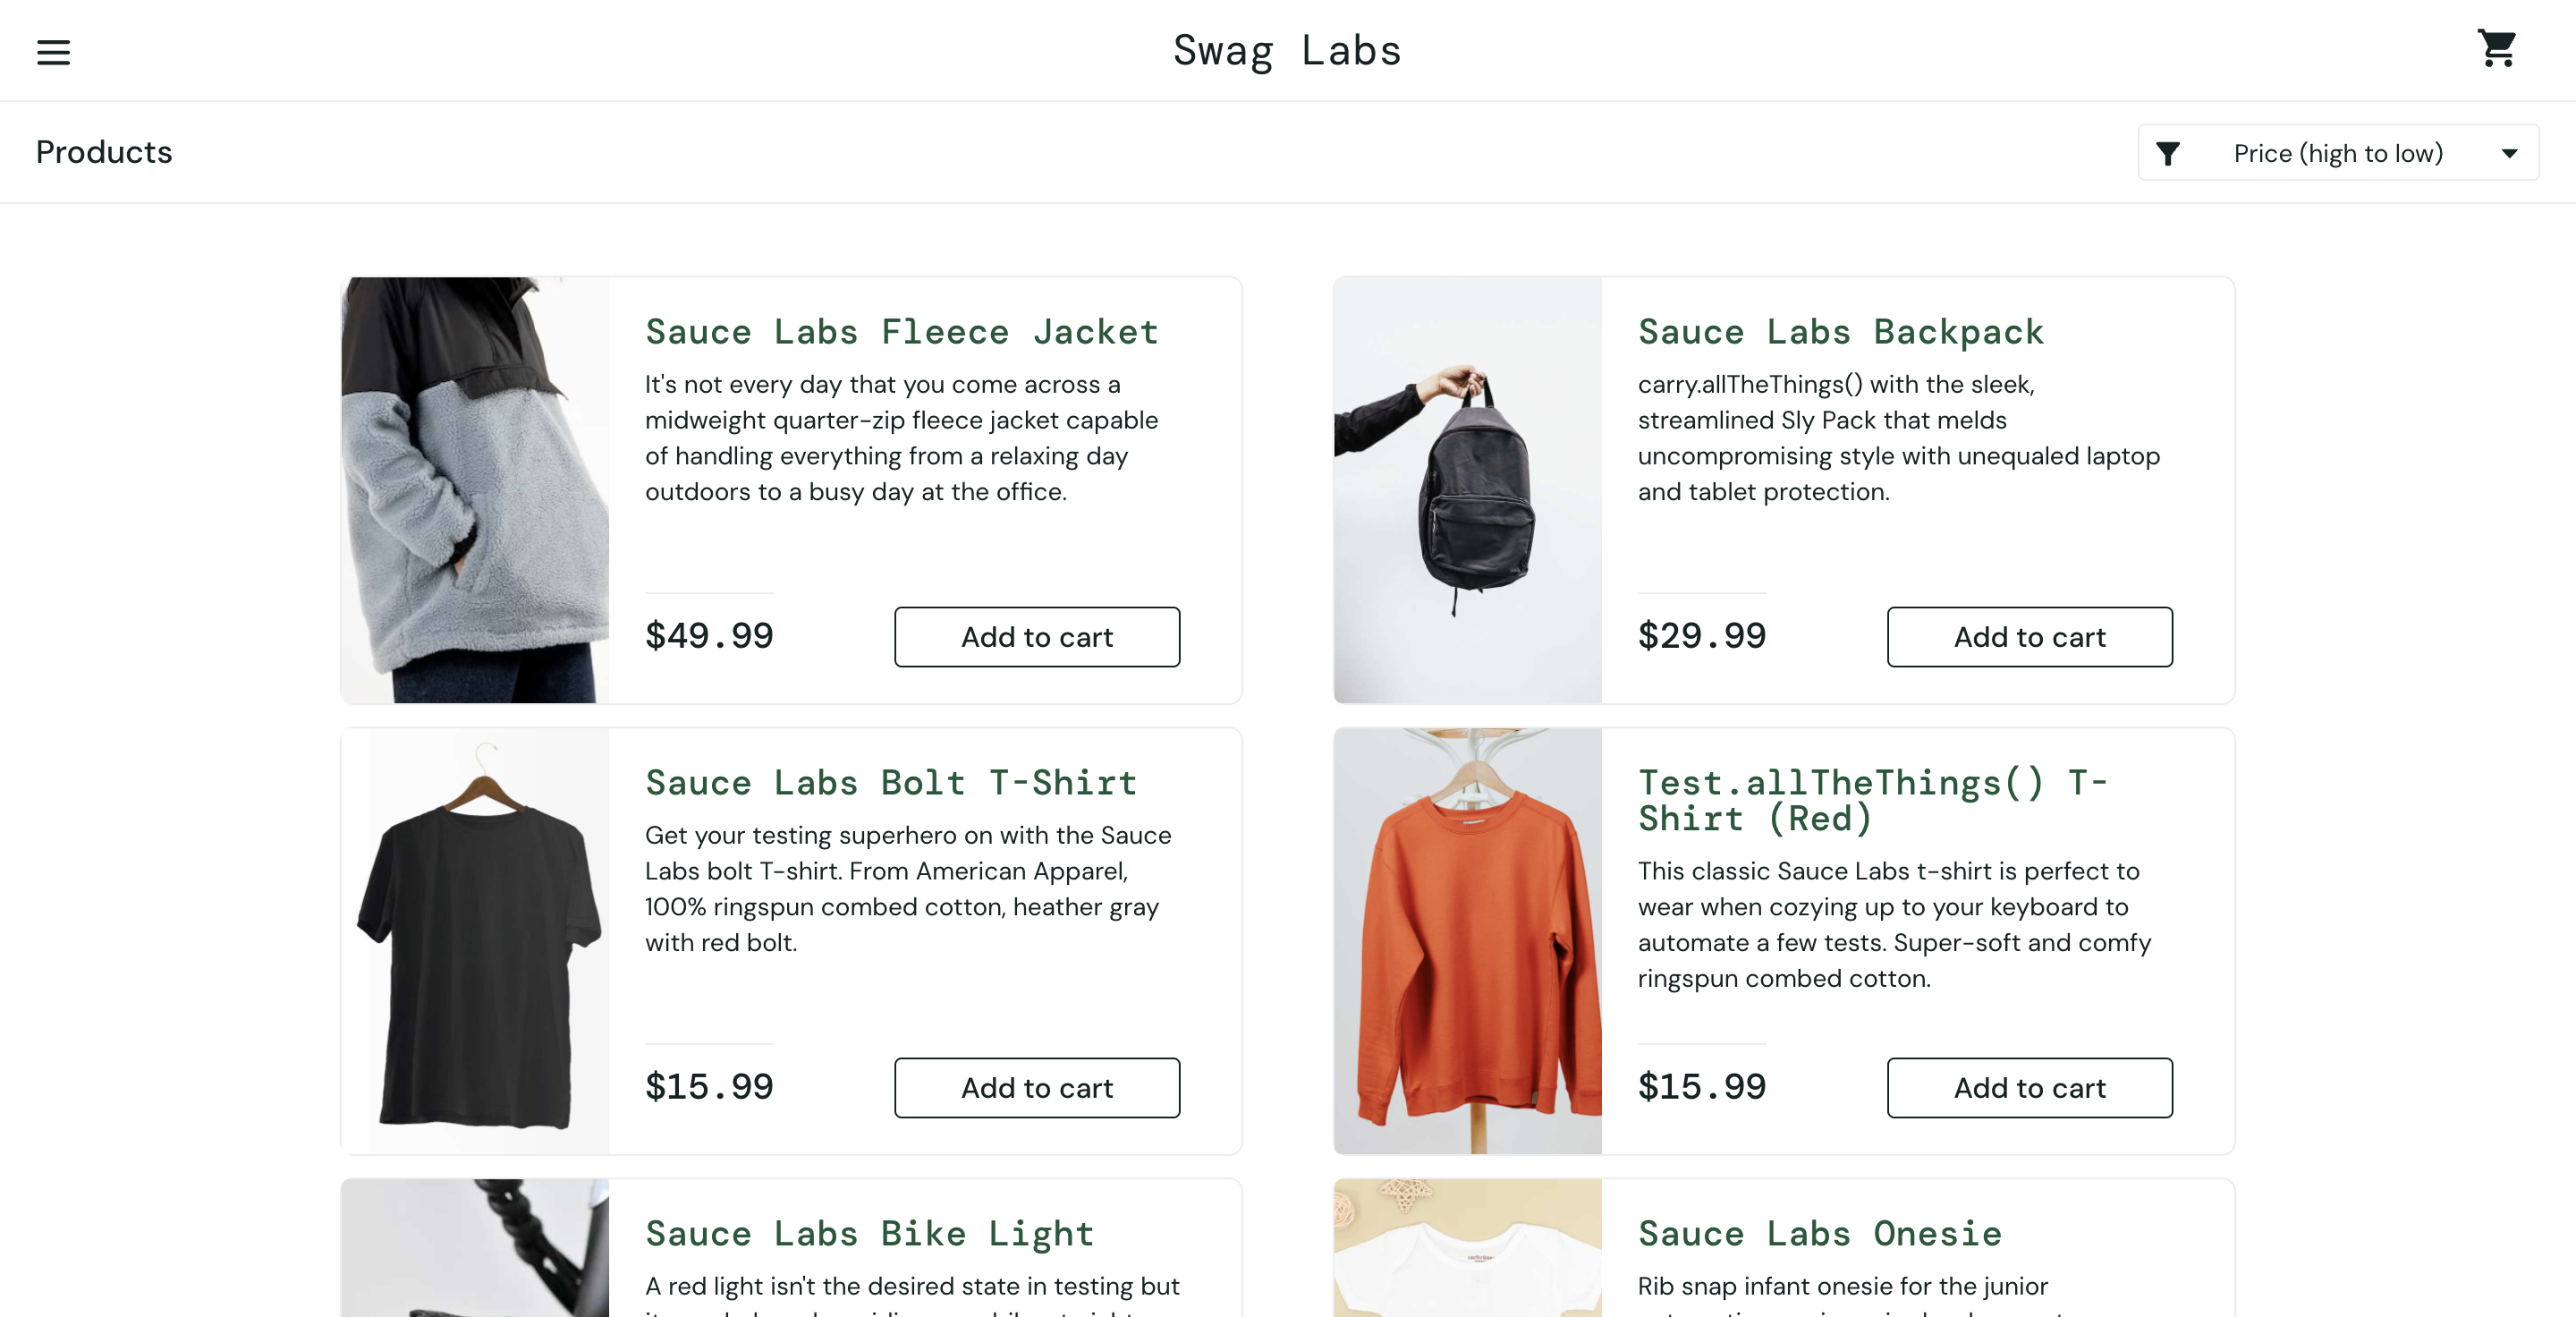 Swag Labs
Products
Price (high to low)
Sauce Labs Fleece Jacket
It's not every day that you come across a
midweight quarter-zip fleece jacket capable
of handling everything from a relaxing day
outdoors to a busy day at the office.
$49.99
Add to cart
Sauce Labs Backpack
carry.allTheThings() with the sleek,
streamlined Sly Pack that melds
uncompromising style with unequaled laptop
and tablet protection.
$29.99
Add to cart
Sauce Labs Bolt T-Shirt
Get your testing superhero on with the Sauce
Labs bolt T-shirt. From American Apparel,
100% ringspun combed cotton, heather gray
with red bolt.
$15.99
Add to cart
Test.allTheThings() T-
Shirt (Red)
This classic Sauce Labs t-shirt is perfect to
wear when cozying up to your keyboard to
automate a few tests. Super-soft and comfy
ringspun combed cotton.
$15.99
Add to cart
Sauce Labs Bike Light
A red light isn't the desired state in testing but
Sauce Labs Onesie
Rib snap infant onesie for the junior